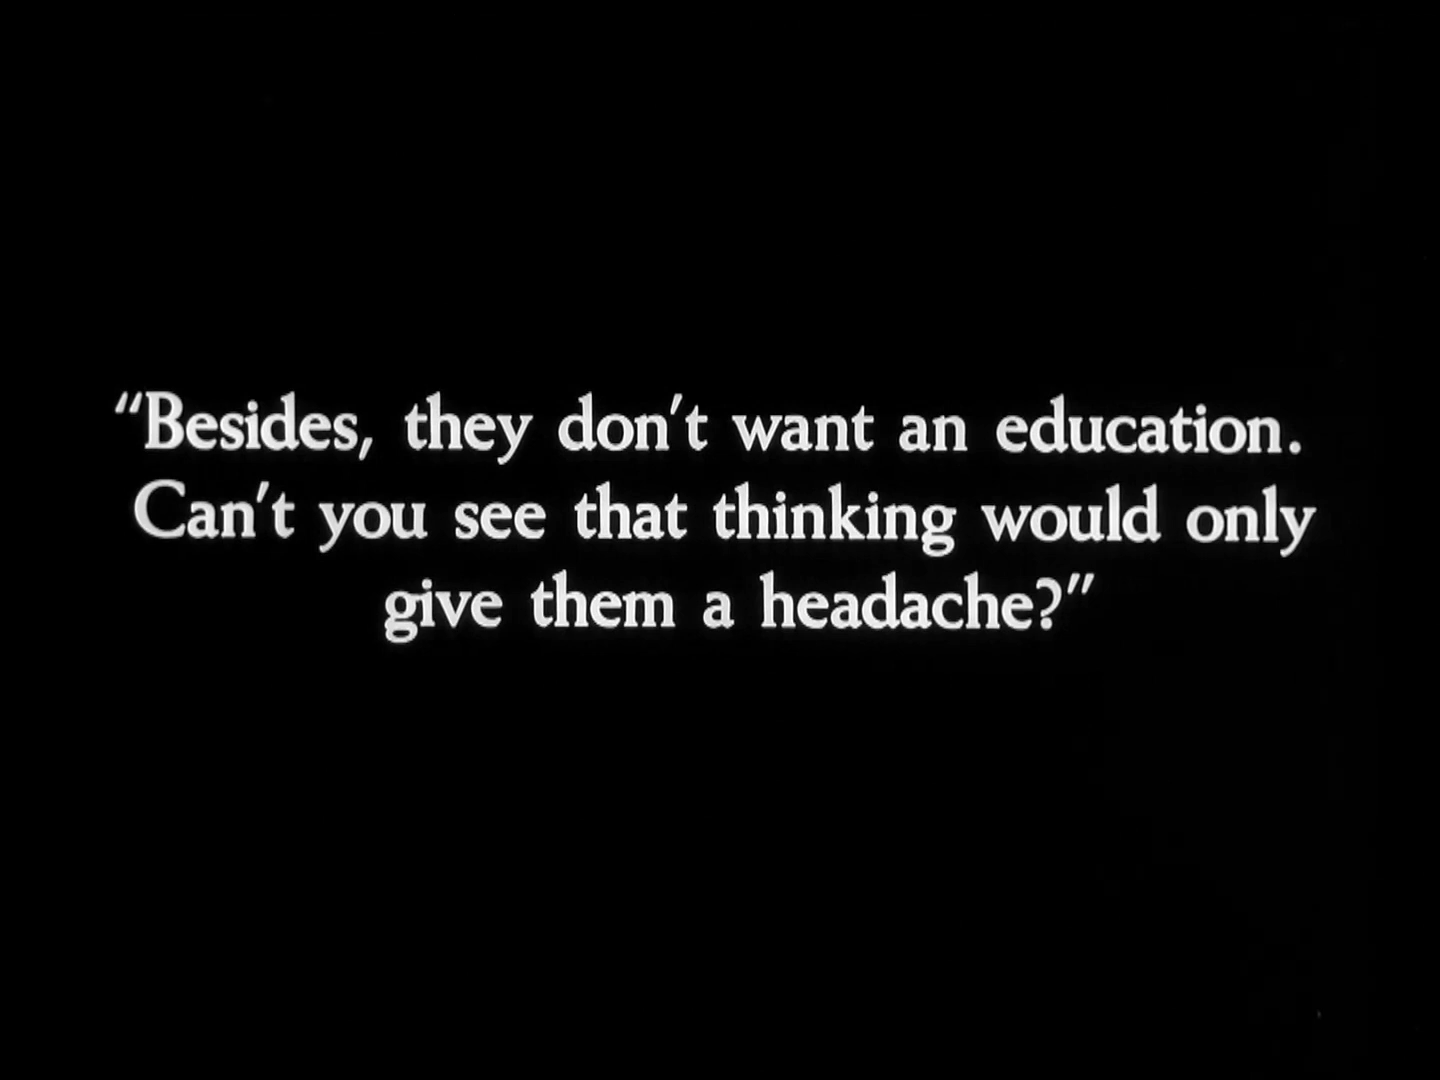 “Besides, they don't want an education.
Can't you see that thinking would only
give them a headache?”